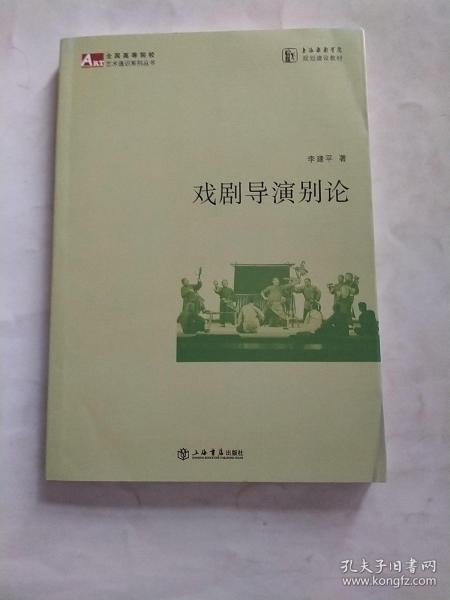 ART
全国高等院校
艺术通识系列丛书
上海戏剧学院
规划建设教材
李建平 著
戏剧导演别论
上海书店出版社
孔夫子旧书网
www.kongfz.com